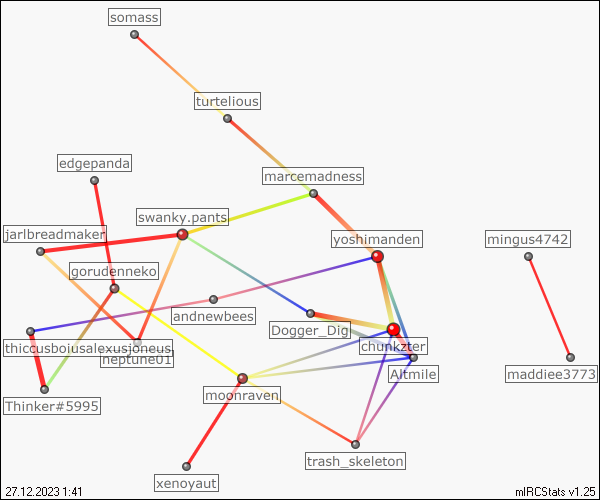 somass
turtelious
edgepanda
marcemadness
swanky.pants
jarlbreadmaker
yoshimanden
mingus4742
gorudenneko
andnewbees
Dogger_Dig
thiccusboiusalexusjoneus
neptune01
chunkzter
Altmile
maddiee3773
moonraven
Thinker#5995
trash_skeleton
xenoyaut
27.12.2023 1:41
mIRCStats v1.25